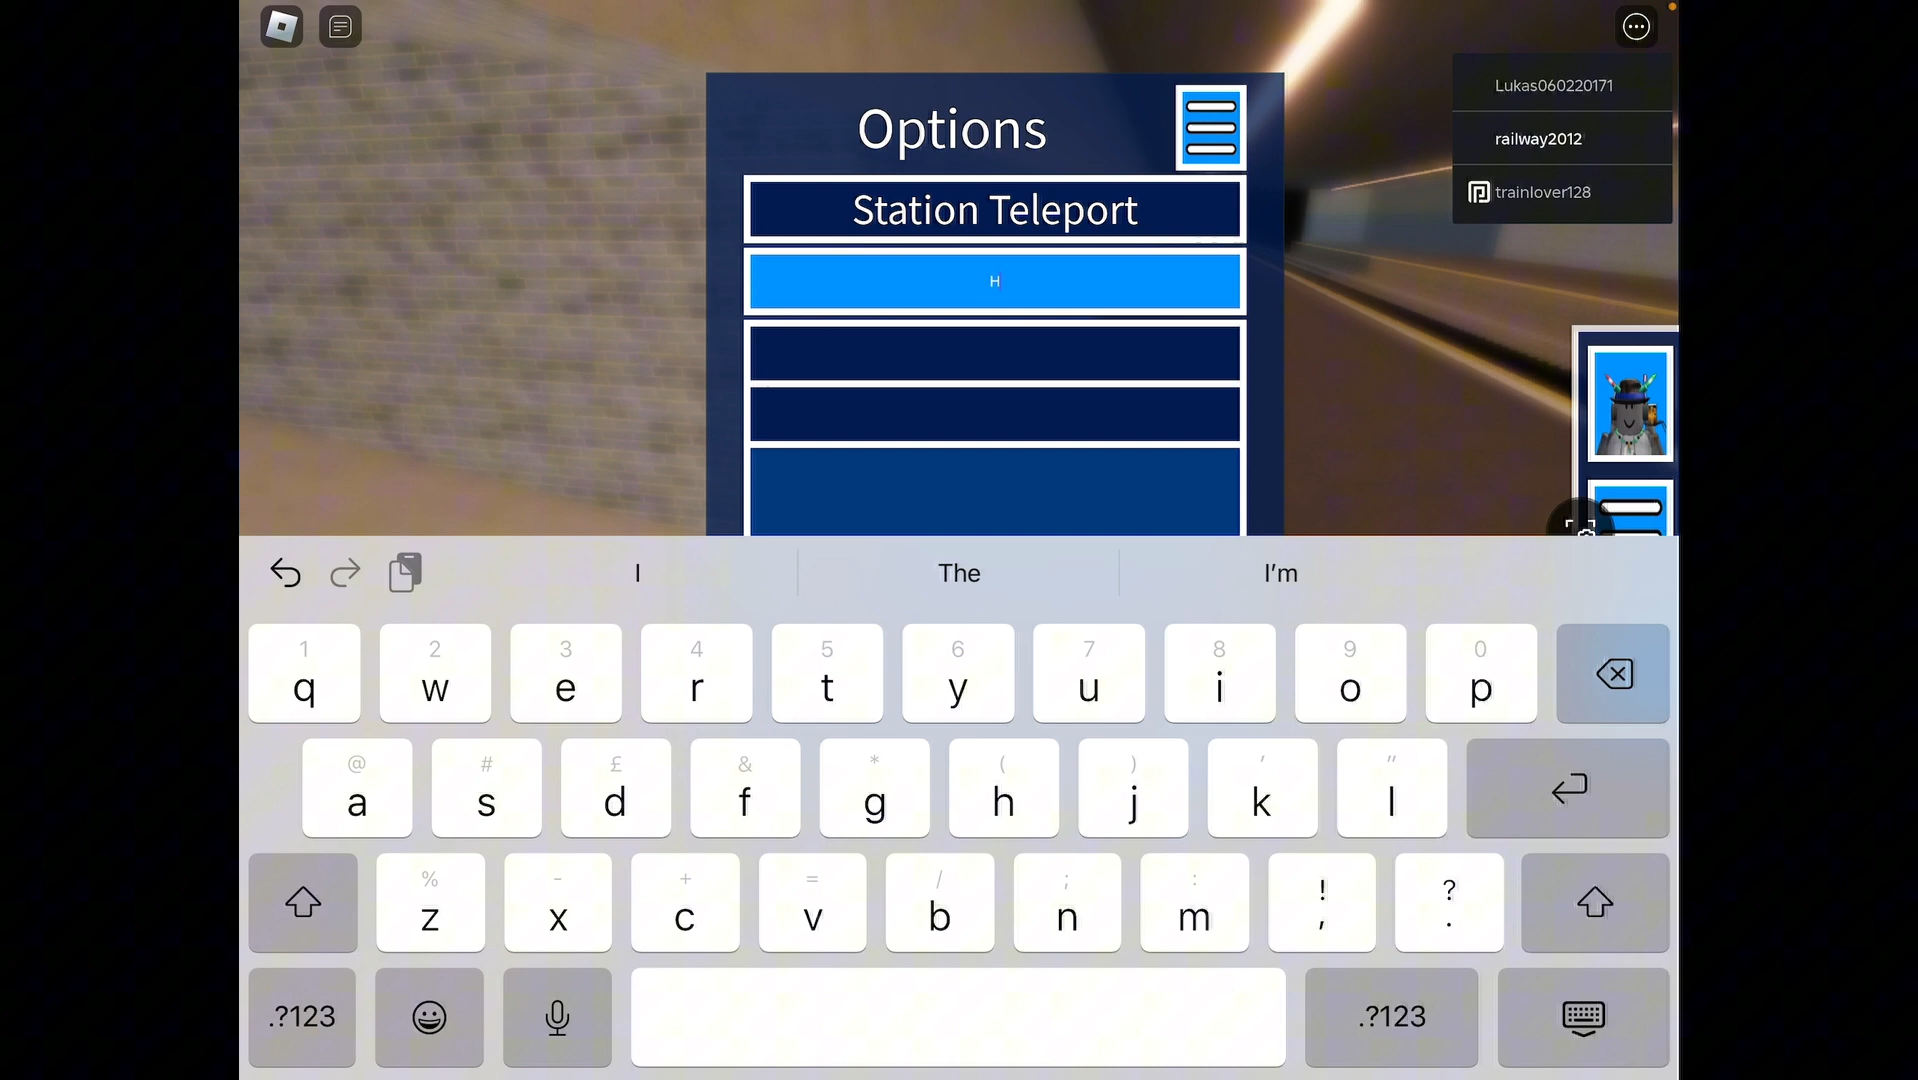 Options
Lukas060220171
railway2012
trainlover128
Station Teleport
H
I The I’m
1 2 3 4 5 6 7 8 9 0
q w e r t y u i o p
@ # £ & * ( ) ' "
a s d f g h j k l
% - + = / ; : ! ?
z x c v b n m , .
.?123 .?123